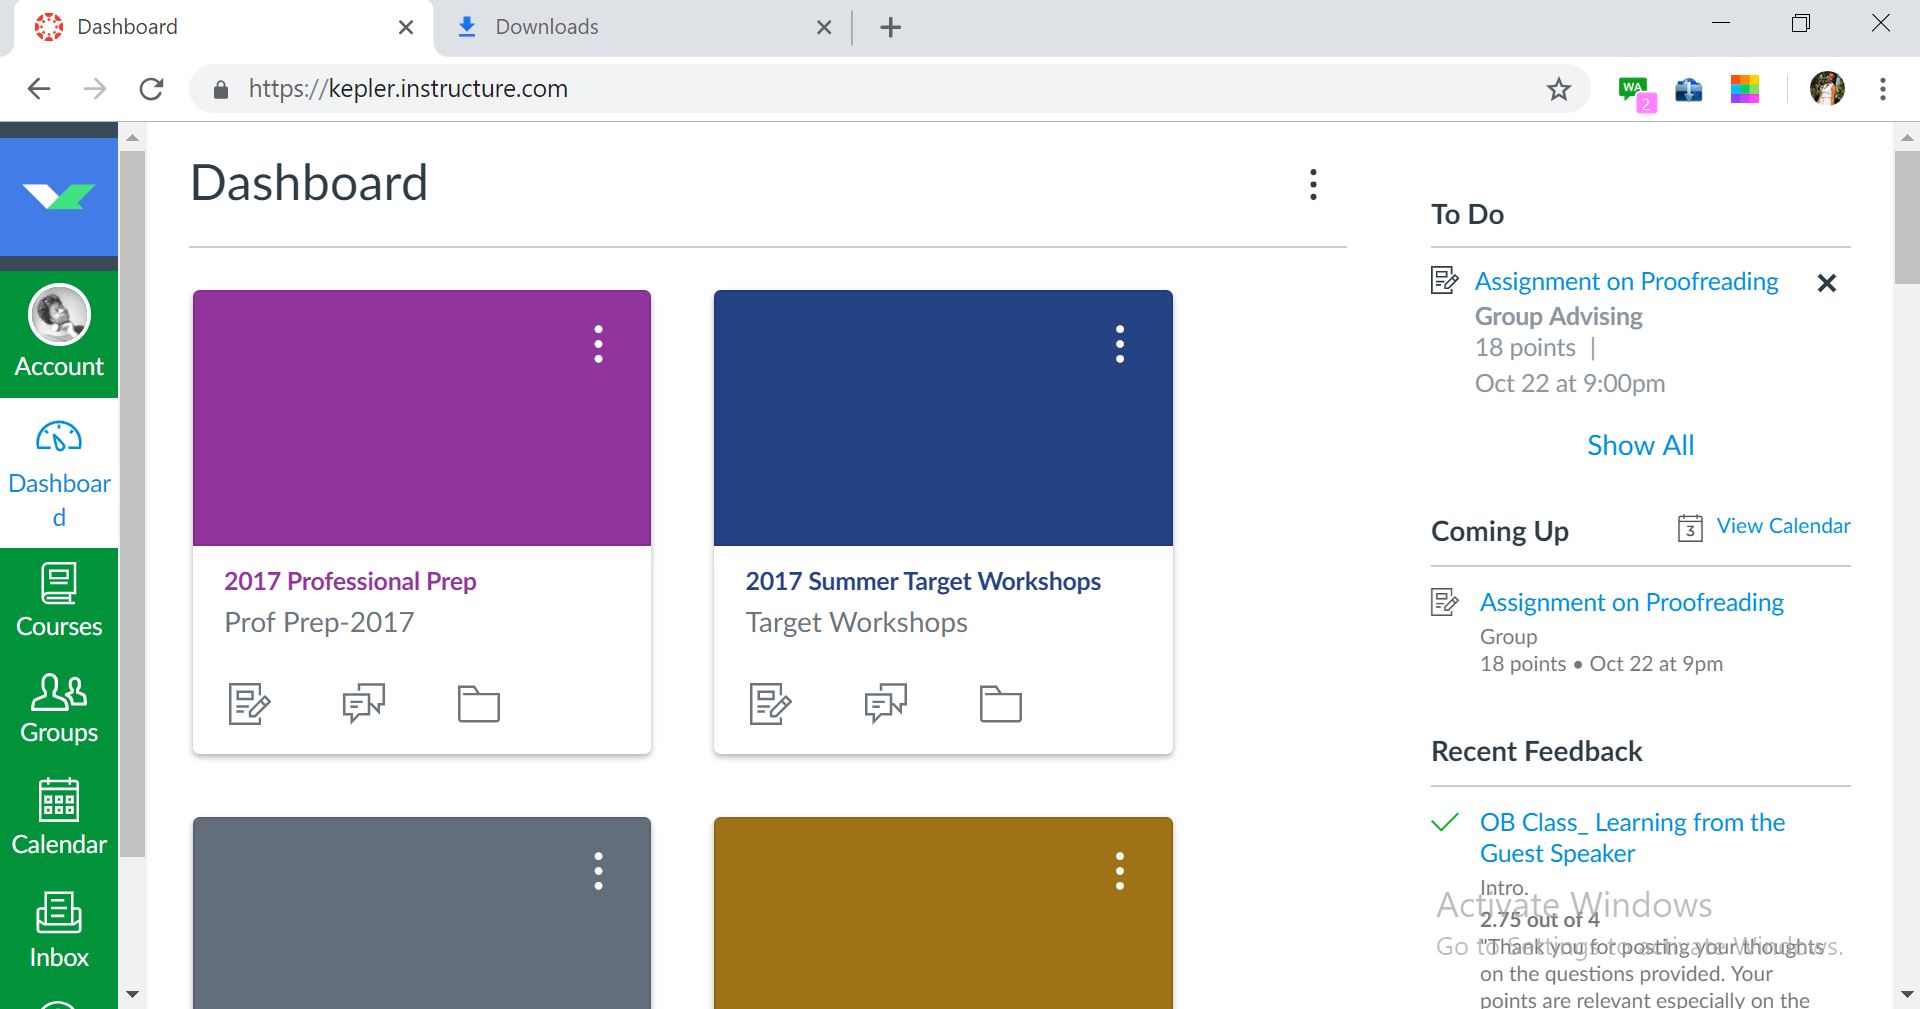 Dashboard
Downloads
https://kepler.instructure.com
WA
2
Account
Dashboar
d
Courses
Groups
Calendar
Inbox
Dashboard
2017 Professional Prep
Prof Prep-2017
2017 Summer Target Workshops
Target Workshops
To Do
Assignment on Proofreading
Group Advising
18 points |
Oct 22 at 9:00pm
Show All
Coming Up
3
View Calendar
Assignment on Proofreading
Group
18 points • Oct 22 at 9pm
Recent Feedback
OB Class_ Learning from the
Guest Speaker
Intro.
2.75 out of 4
"Thank you for posting your thoughts
on the questions provided. Your
points are relevant especially on the
Activate Windows
Go to Settings to activate Windows.